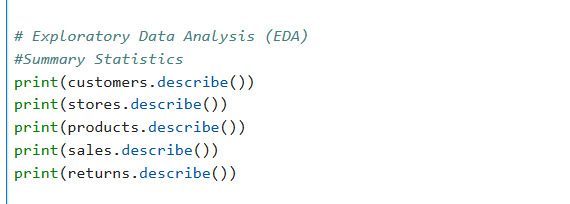 # Exploratory Data Analysis (EDA)
#Summary Statistics
print(customers.describe())
print(stores.describe())
print(products.describe())
print(sales.describe())
print(returns.describe())